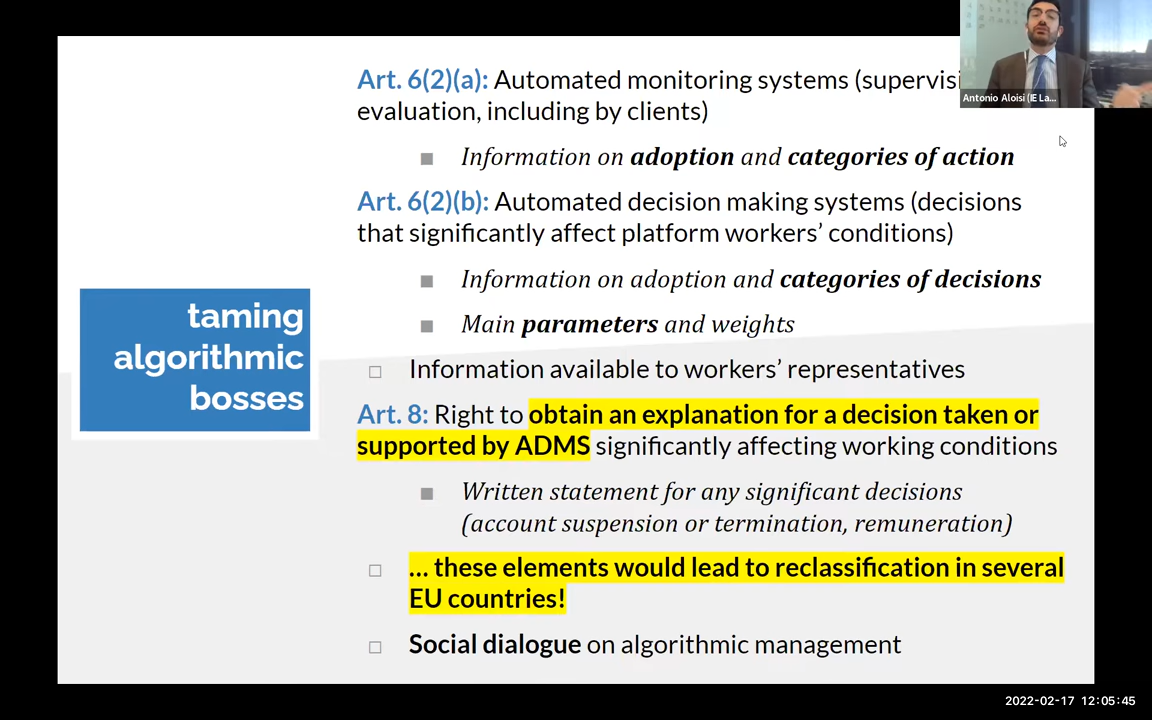 Art. 6(2)(a): Automated monitoring systems
evaluation, including by clients)
■ Information on adoption and categories of action
Art. 6(2)(b): Automated decision making systems (decisions
that significantly affect platform workers’ conditions)
■ Information on adoption and categories of decisions
■ Main parameters and weights
□ Information available to workers’ representatives
Art. 8: Right to obtain an explanation for a decision taken or
supported by ADMS significantly affecting working conditions
■ Written statement for any significant decisions
(account suspension or termination, remuneration)
□ … these elements would lead to reclassification in several
EU countries!
□ Social dialogue on algorithmic management
taming
algorithmic
bosses
Antonio Aloisi (IE La...
2022-02-17 12:05:45